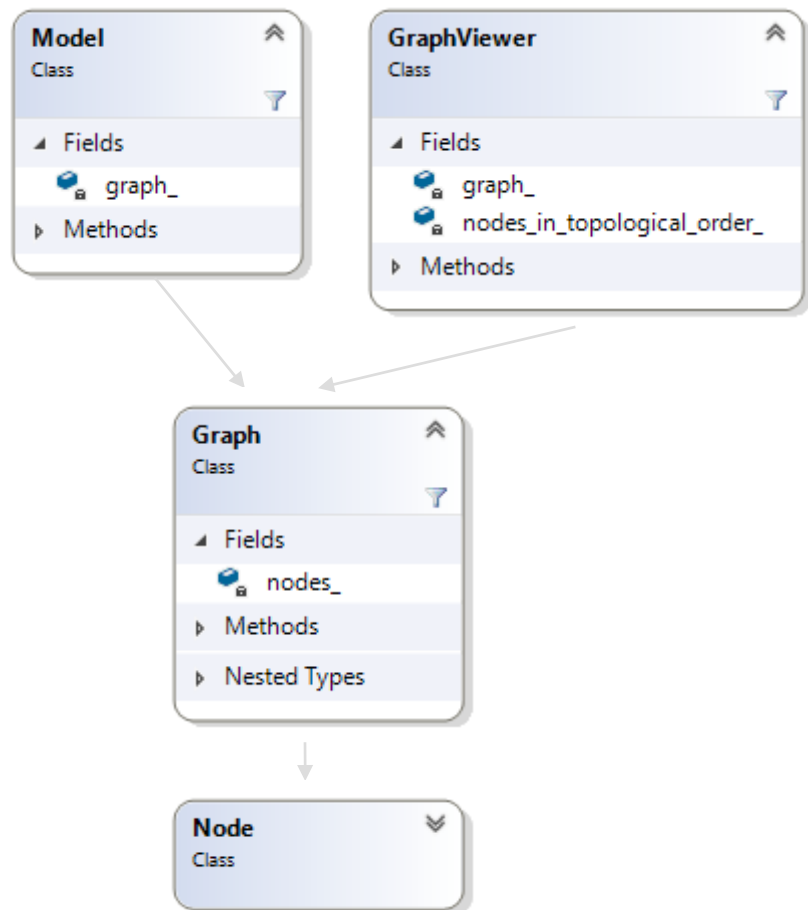 Model
Class
Fields
graph_
Methods
GraphViewer
Class
Fields
graph_
nodes_in_topological_order_
Methods
Graph
Class
Fields
nodes_
Methods
Nested Types
Node
Class